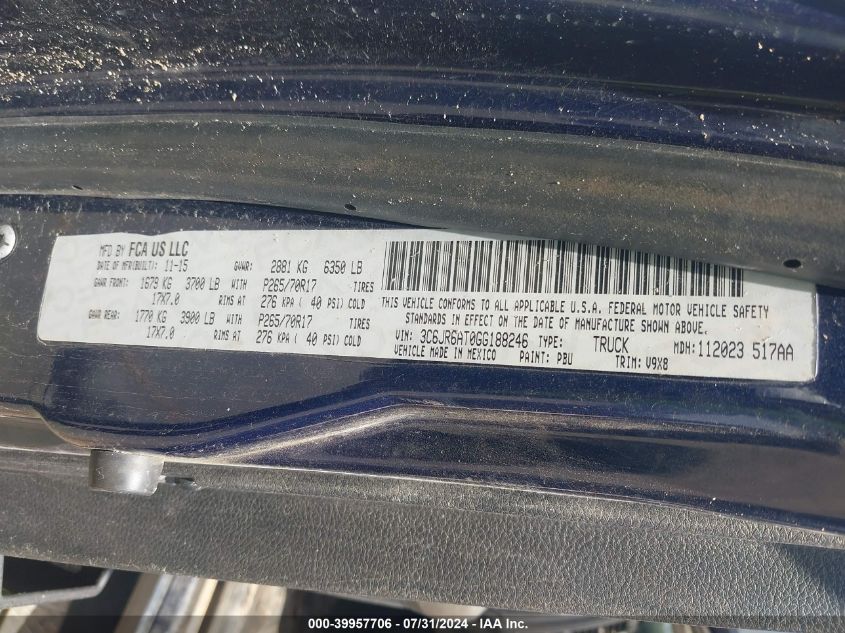 MFD BY FCA US LLC
DATE OF MFR(BUILT): 11-15 GVWR: 2881 KG 6350 LB
GAWR FRONT: 1679 KG 3700 LB WITH P265/70R17 TIRES
17X7.0 RIMS AT 276 KPA ( 40 PSI) COLD
GAWR REAR: 1770 KG 3900 LB WITH P265/70R17 TIRES
17X7.0 RIMS AT 276 KPA ( 40 PSI) COLD
THIS VEHICLE CONFORMS TO ALL APPLICABLE U.S.A. FEDERAL MOTOR VEHICLE SAFETY
STANDARDS IN EFFECT ON THE DATE OF MANUFACTURE SHOWN ABOVE.
VIN: 3C6JR6AT0GG188246 TYPE: TRUCK MDH:112023 517AA
VEHICLE MADE IN MEXICO PAINT: PBU TRIM: V9X8
000-39957706 - 07/31/2024 - IAA Inc.